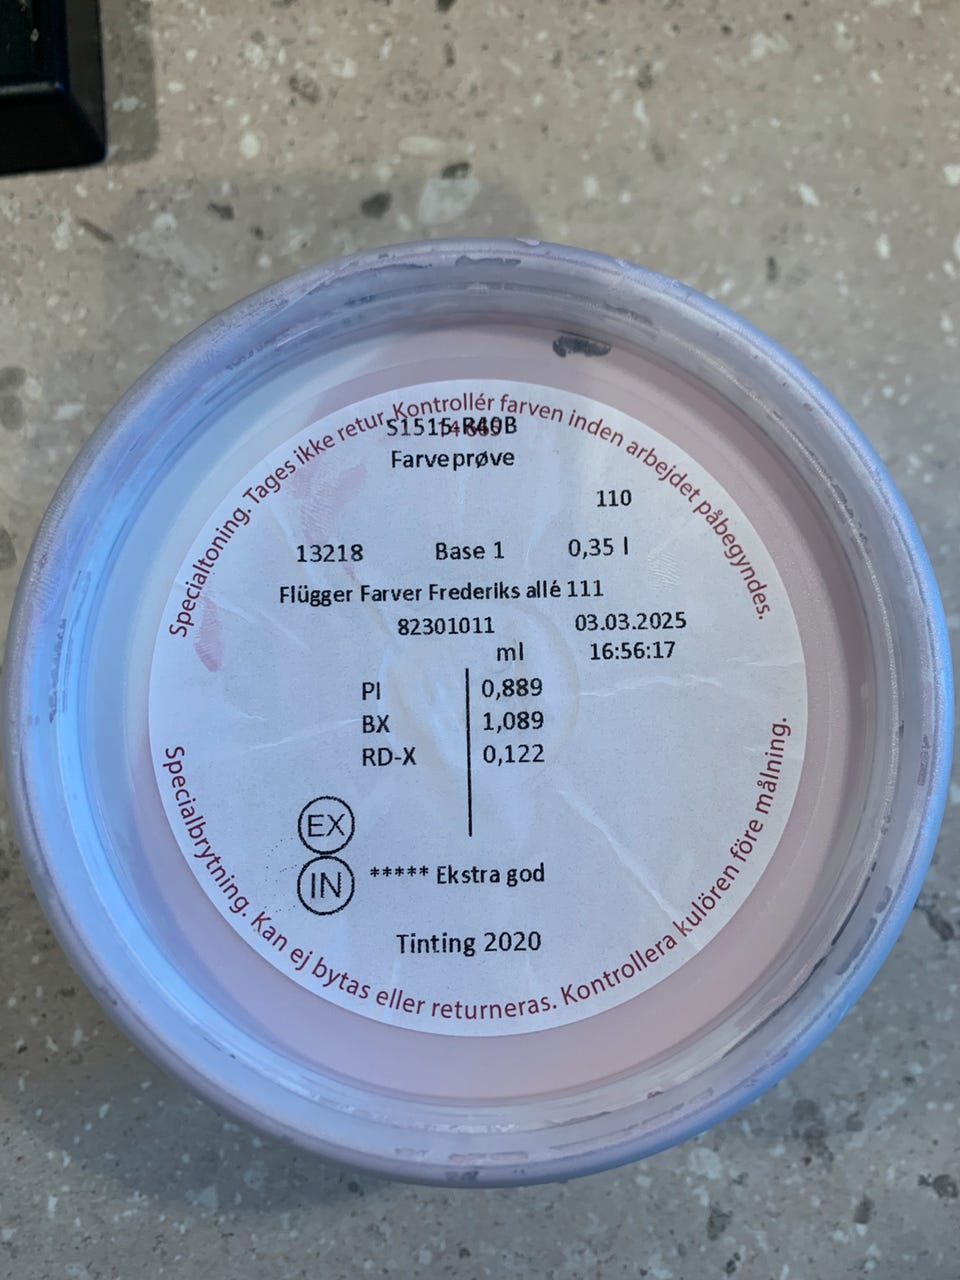 Specialtoning. Tages ikke retur. Kontrollér farven inden arbejdet påbegyndes.
S1515-R40B
Farveprøve
110
13218 Base 1 0,35 l
Flügger Farver Frederiks allé 111
82301011 03.03.2025
ml 16:56:17
PI 0,889
BX 1,089
RD-X 0,122
EX
IN ***** Ekstra god
Tinting 2020
Specialbrytning. Kan ej bytas eller returneras. Kontrollera kulören före målning.